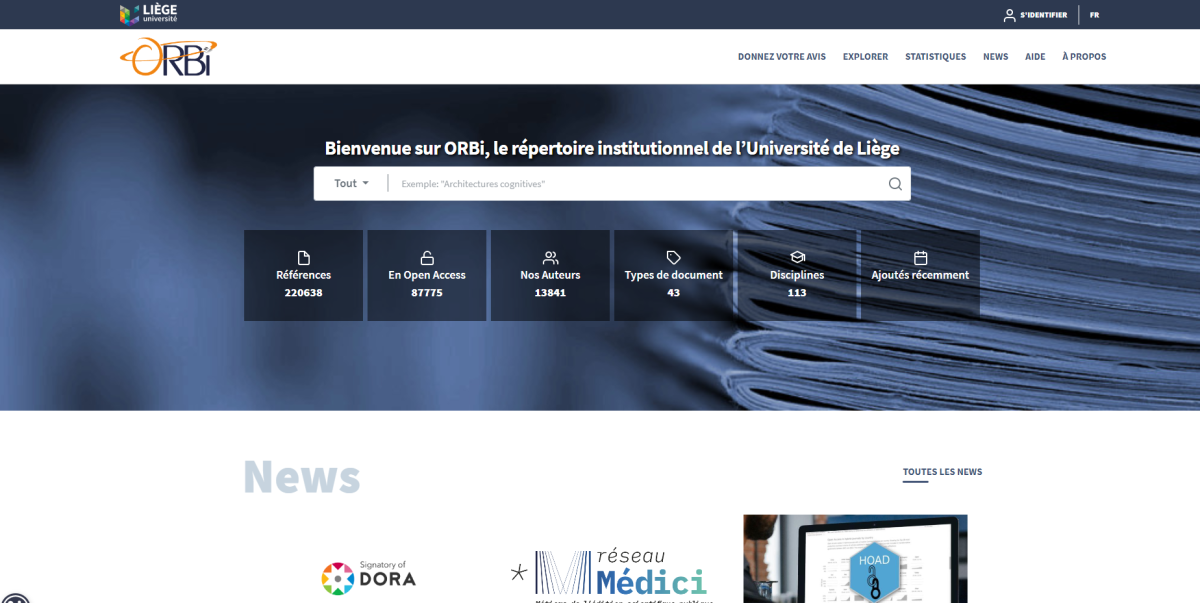 LIÈGE
université
S'IDENTIFIER
FR
ORBi
DONNEZ VOTRE AVIS
EXPLORER
STATISTIQUES
NEWS
AIDE
À PROPOS
Bienvenue sur ORBi, le répertoire institutionnel de l'Université de Liège
Tout
Exemple: "Architectures cognitives"
Références
220638
En Open Access
87775
Nos Auteurs
13841
Types de document
43
Disciplines
113
Ajoutés récemment
News
TOUTES LES NEWS
Signatory of
DORA
* réseau
Médici
HOAD